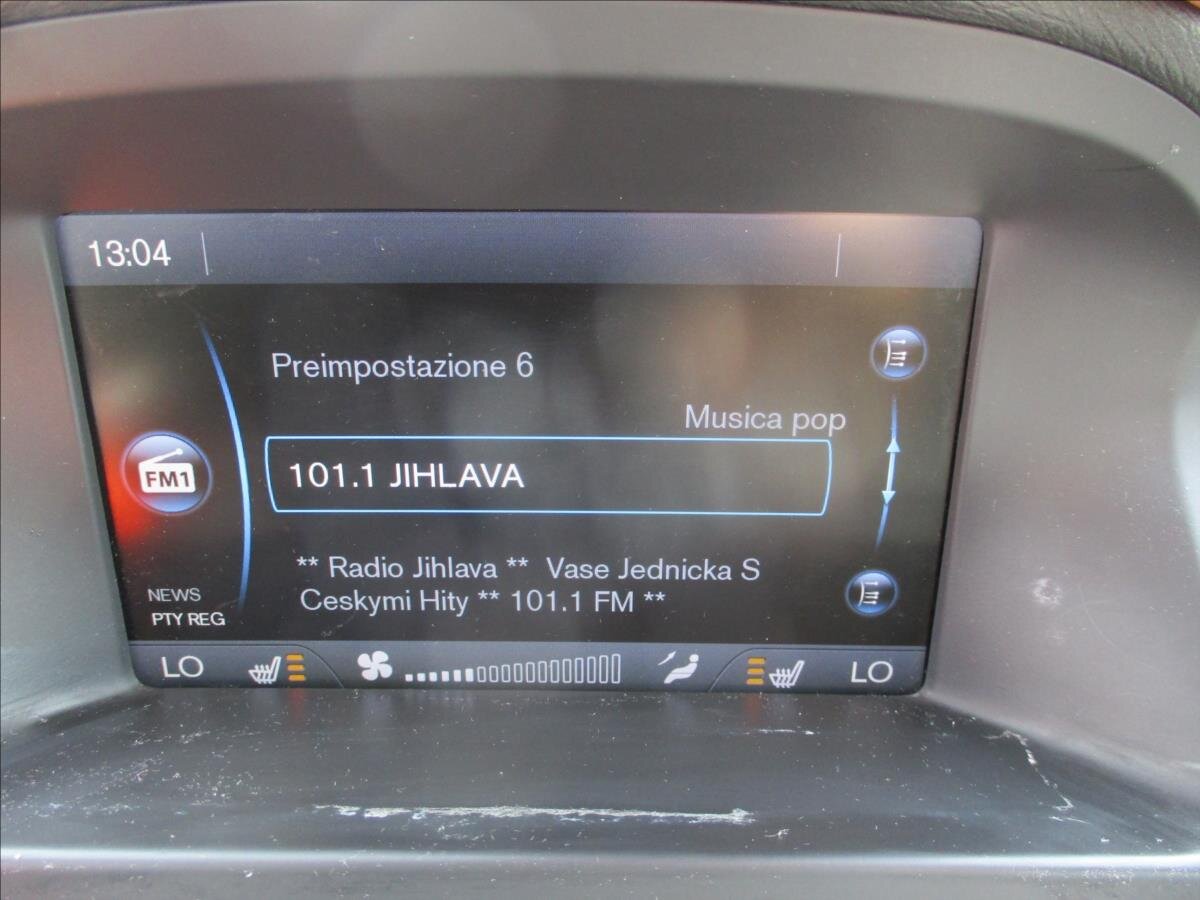 13:04
Preimpostazione 6
Musica pop
FM1
101.1 JIHLAVA
** Radio Jihlava ** Vase Jednicka S
Ceskymi Hity ** 101.1 FM **
NEWS
PTY REG
LO
LO